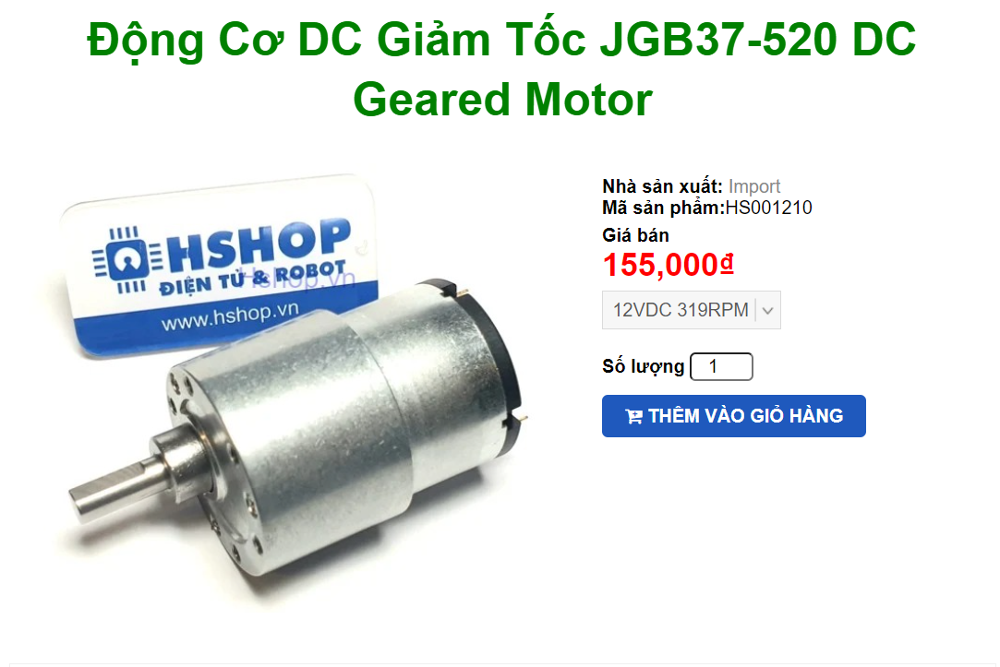 Động Cơ DC Giảm Tốc JGB37-520 DC
Geared Motor
HSHOP
ĐIỆN TỬ & ROBOT
Hshop.vn
www.hshop.vn
Nhà sản xuất: Import
Mã sản phẩm:HS001210
Giá bán
155,000₫
12VDC 319RPM
Số lượng 1
THÊM VÀO GIỎ HÀNG